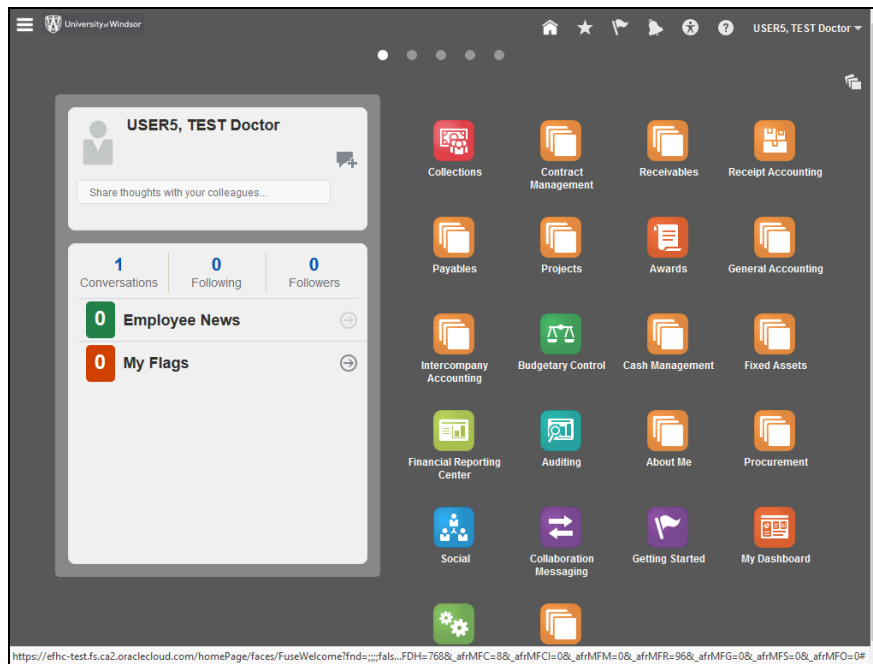 University of Windsor
USER5, TEST Doctor
USER5, TEST Doctor
Share thoughts with your colleagues...
1 0 0
Conversations Following Followers
0 Employee News
0 My Flags
Collections
Contract
Management
Receivables
Receipt Accounting
Payables
Projects
Awards
General Accounting
Intercompany
Accounting
Budgetary Control
Cash Management
Fixed Assets
Financial Reporting
Center
Auditing
About Me
Procurement
Social
Collaboration
Messaging
Getting Started
My Dashboard
https://efhc-test.fs.ca2.oraclecloud.com/homePage/faces/FuseWelcome?fnd=;;;;fals...FDH=768&_afrMFC=8&_afrMFCI=0&_afrMFM=0&_afrMFR=96&_afrMFG=0&_afrMFS=0&_afrMFO=0#